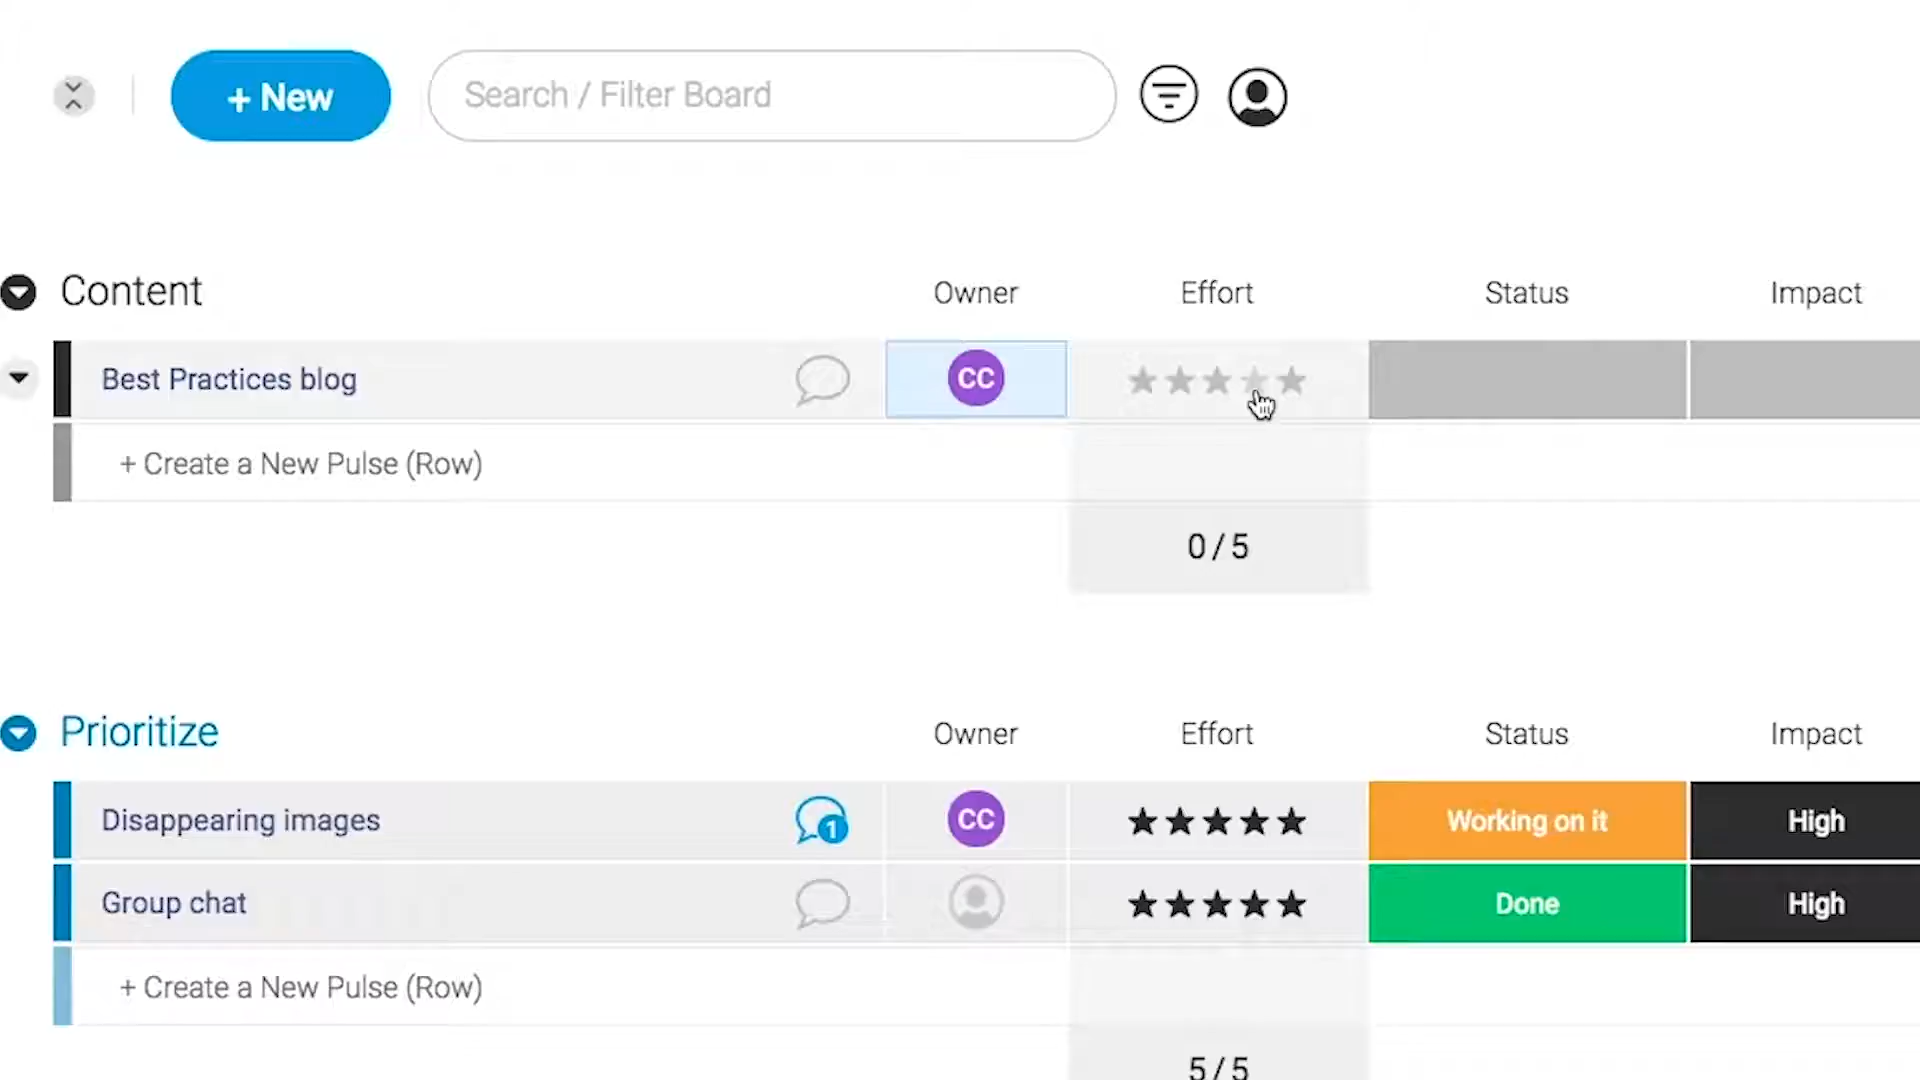 + New
Search / Filter Board
Content Owner Effort Status Impact
Best Practices blog CC
+ Create a New Pulse (Row)
0 / 5
Prioritize Owner Effort Status Impact
Disappearing images 1 CC Working on it High
Group chat Done High
+ Create a New Pulse (Row)
5 / 5